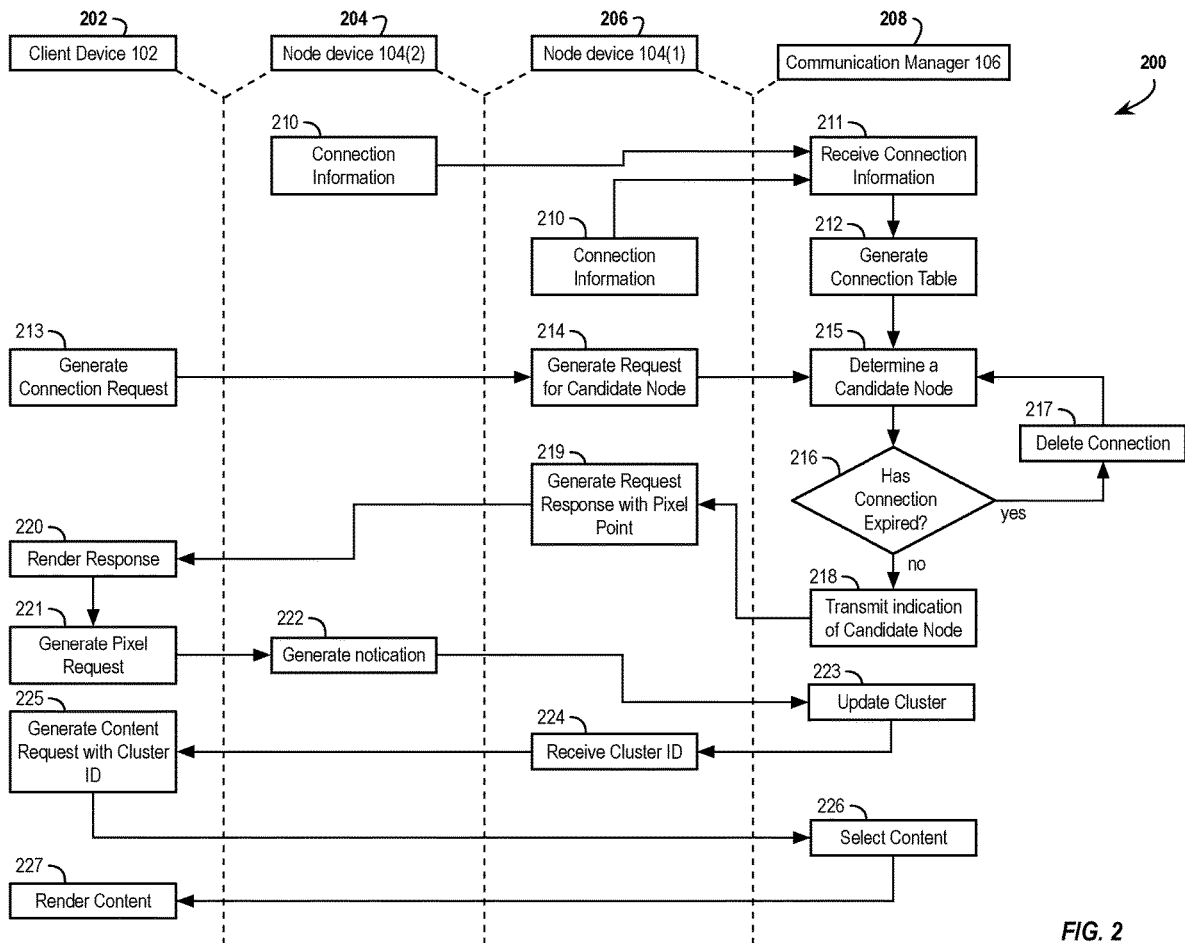 202
204
206
208
Client Device 102
Node device 104(2)
Node device 104(1)
Communication Manager 106
200
210
Connection
Information
211
Receive Connection
Information
210
Connection
Information
212
Generate
Connection Table
213
Generate
Connection Request
214
Generate Request
for Candidate Node
215
Determine a
Candidate Node
217
Delete Connection
216
Has
Connection
Expired?
yes
no
219
Generate Request
Response with Pixel
Point
220
Render Response
218
Transmit indication
of Candidate Node
221
Generate Pixel
Request
222
Generate notication
223
Update Cluster
225
Generate Content
Request with Cluster
ID
224
Receive Cluster ID
226
Select Content
227
Render Content
FIG. 2